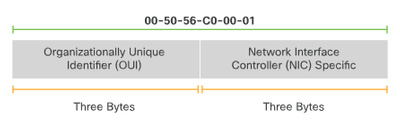 00-50-56-C0-00-01
Organizationally Unique
Identifier (OUI)
Network Interface
Controller (NIC) Specific
Three Bytes
Three Bytes